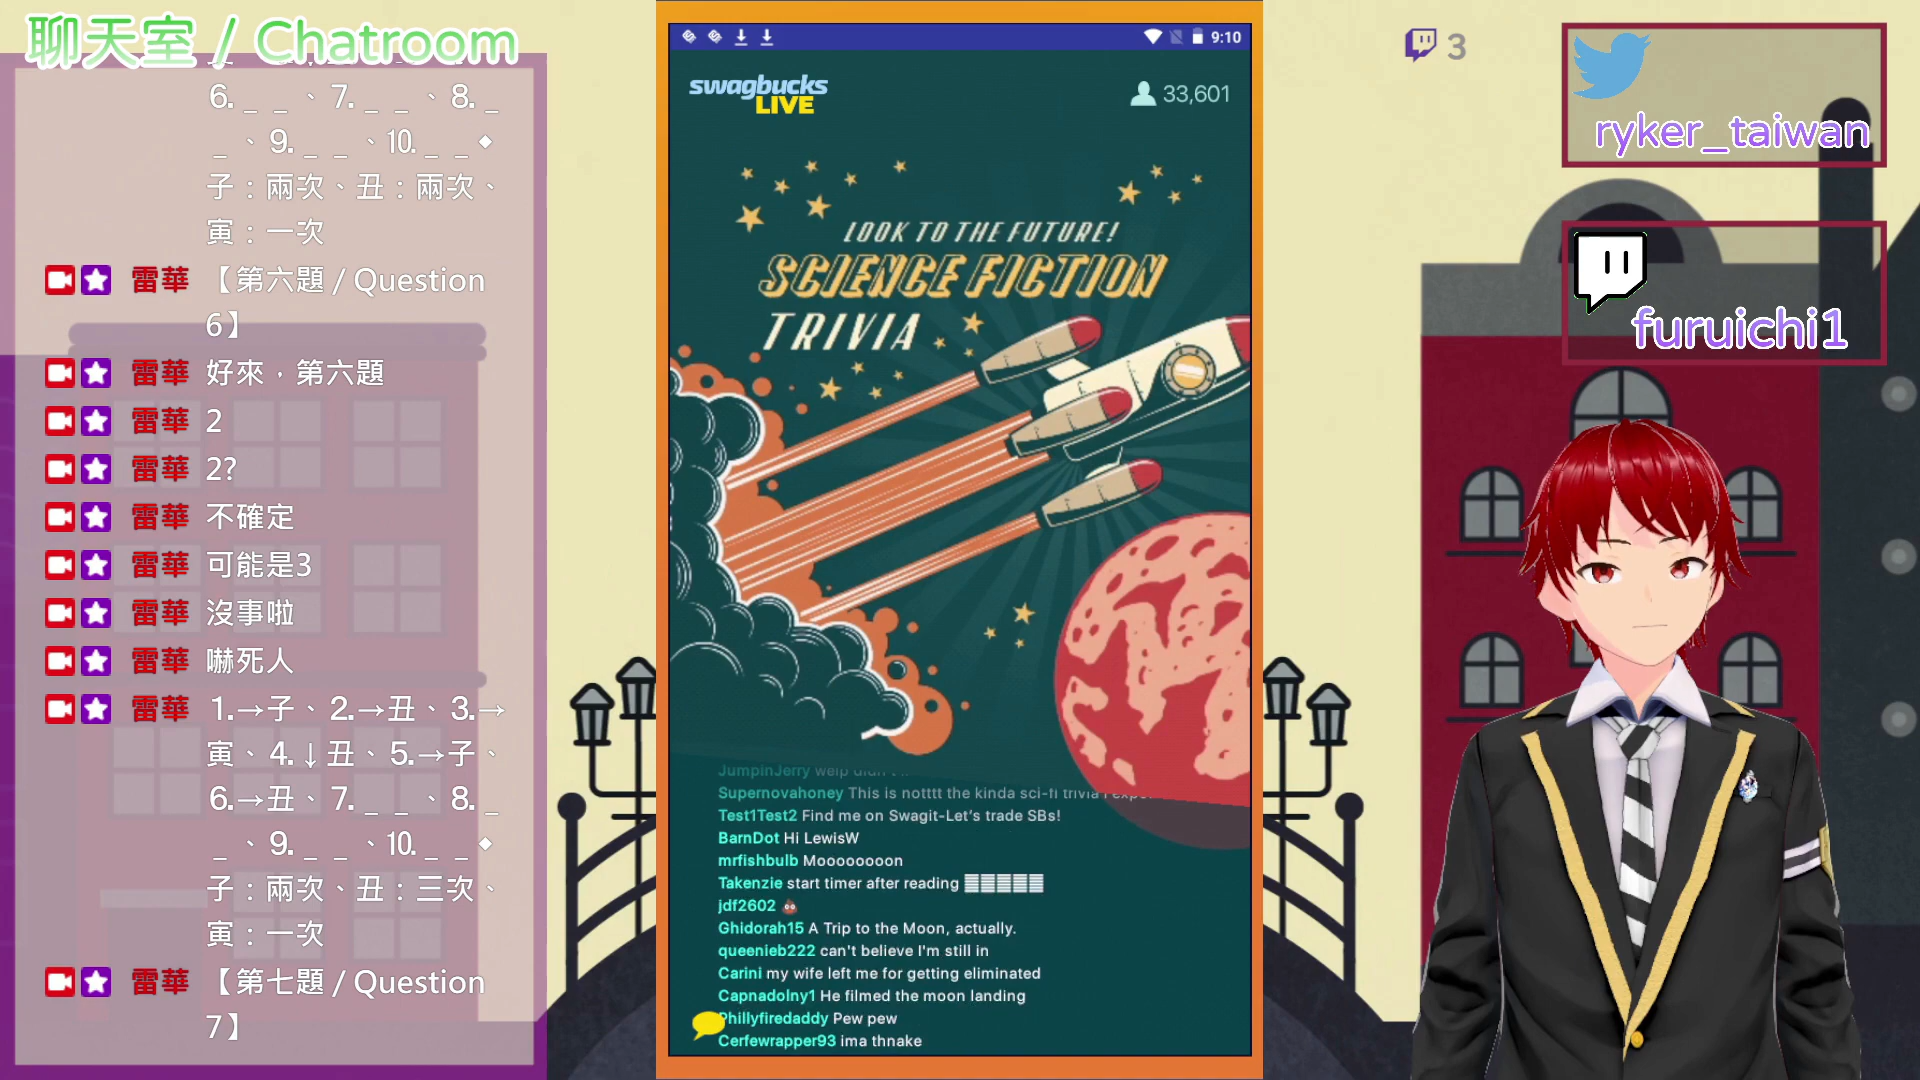 聊天室 / Chatroom
6. _ _ 、7. _ _ 、8. _
_ 、9. _ _ 、10. _ _ ◆
子：兩次、丑：兩次、
寅：一次
雷華 【第六題 / Question
6】
雷華 好來，第六題
雷華 2
雷華 2?
雷華 不確定
雷華 可能是3
雷華 沒事啦
雷華 嚇死人
雷華 1.→子、2.→丑、3.→
寅、4.↓丑、5.→子、
6.→丑、7. _ _ 、8. _
_ 、9. _ _ 、10. _ _ ◆
子：兩次、丑：三次、
寅：一次
雷華 【第七題 / Question
7】
9:10
swagbucks
LIVE
33,601
LOOK TO THE FUTURE!
SCIENCE FICTION
TRIVIA
JumpinJerry welp didn't
Supernovahoney This is notttt the kinda sci-fi trivia I
Test1Test2 Find me on Swagit-Let's trade SBs!
BarnDot Hi LewisW
mrfishbulb Moooooooon
Takenzie start timer after reading
jdf2602 💩
Ghidorah15 A Trip to the Moon, actually.
queenieb222 can't believe I'm still in
Carini my wife left me for getting eliminated
Capnadolny1 He filmed the moon landing
Phillyfiredaddy Pew pew
Cerfewrapper93 ima thnake
3
ryker_taiwan
furuichi1